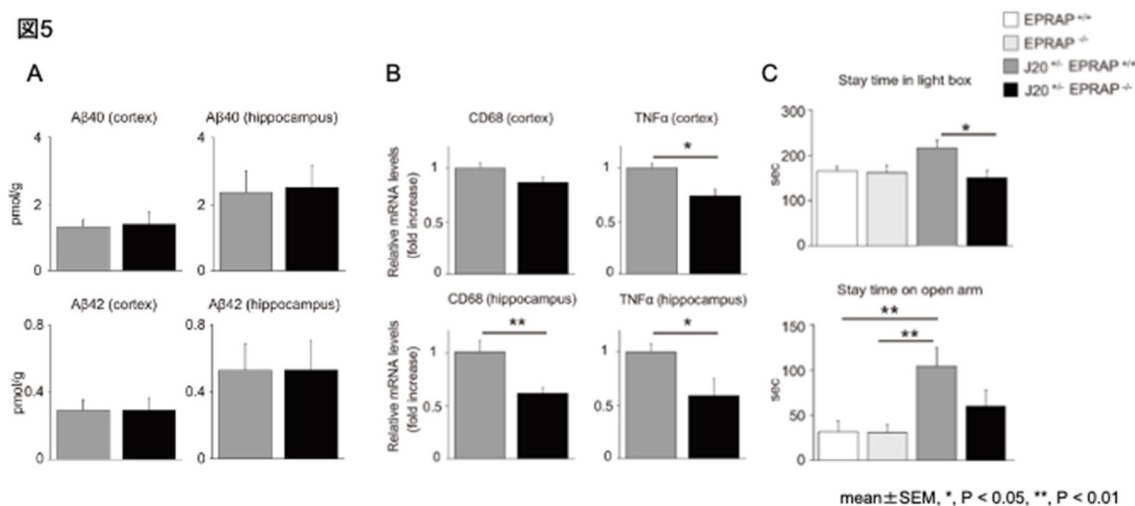 図5
EPRAP +/+
EPRAP -/-
J20 +/- EPRAP +/+
J20 +/- EPRAP -/-
A
Aβ40 (cortex)
Aβ40 (hippocampus)
pmol/g
4
2
0
4
2
0
Aβ42 (cortex)
Aβ42 (hippocampus)
pmol/g
0.8
0.4
0
0.8
0.4
0
B
CD68 (cortex)
TNFα (cortex)
Relative mRNA levels
(fold increase)
1
0.5
0
*
1
0.5
0
CD68 (hippocampus)
TNFα (hippocampus)
Relative mRNA levels
(fold increase)
**
1
0.5
0
*
1
0.5
0
C
Stay time in light box
sec
300
200
100
0
*
Stay time on open arm
sec
150
100
50
0
**
**
mean±SEM, *, P < 0.05, **, P < 0.01